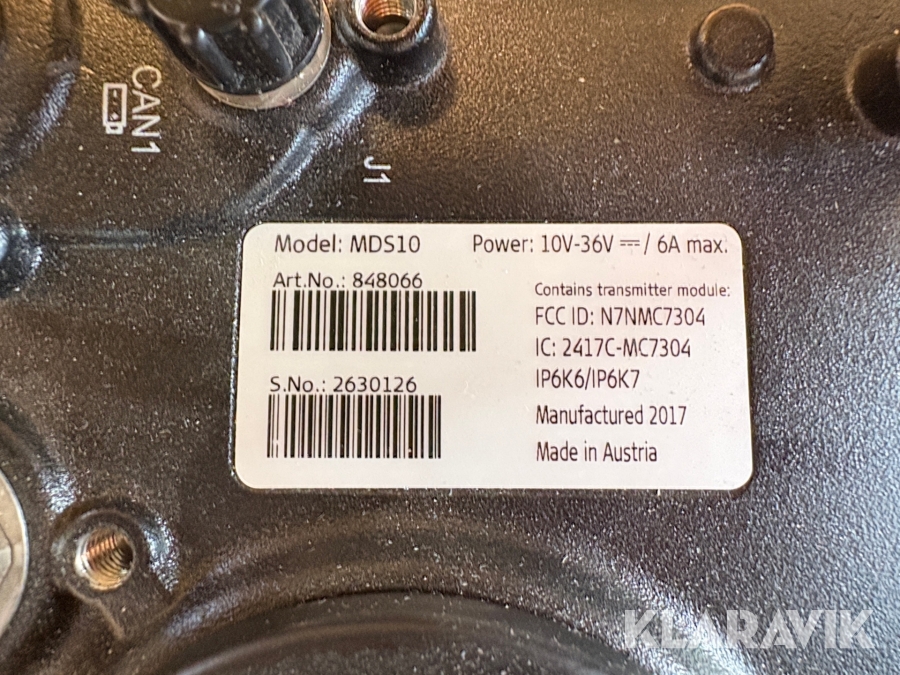 CAN1
J1
Model: MDS10
Power: 10V-36V ⎓/ 6A max.
Art.No.: 848066
S.No.: 2630126
Contains transmitter module:
FCC ID: N7NMC7304
IC: 2417C-MC7304
IP6K6/IP6K7
Manufactured 2017
Made in Austria
KLARAVIK